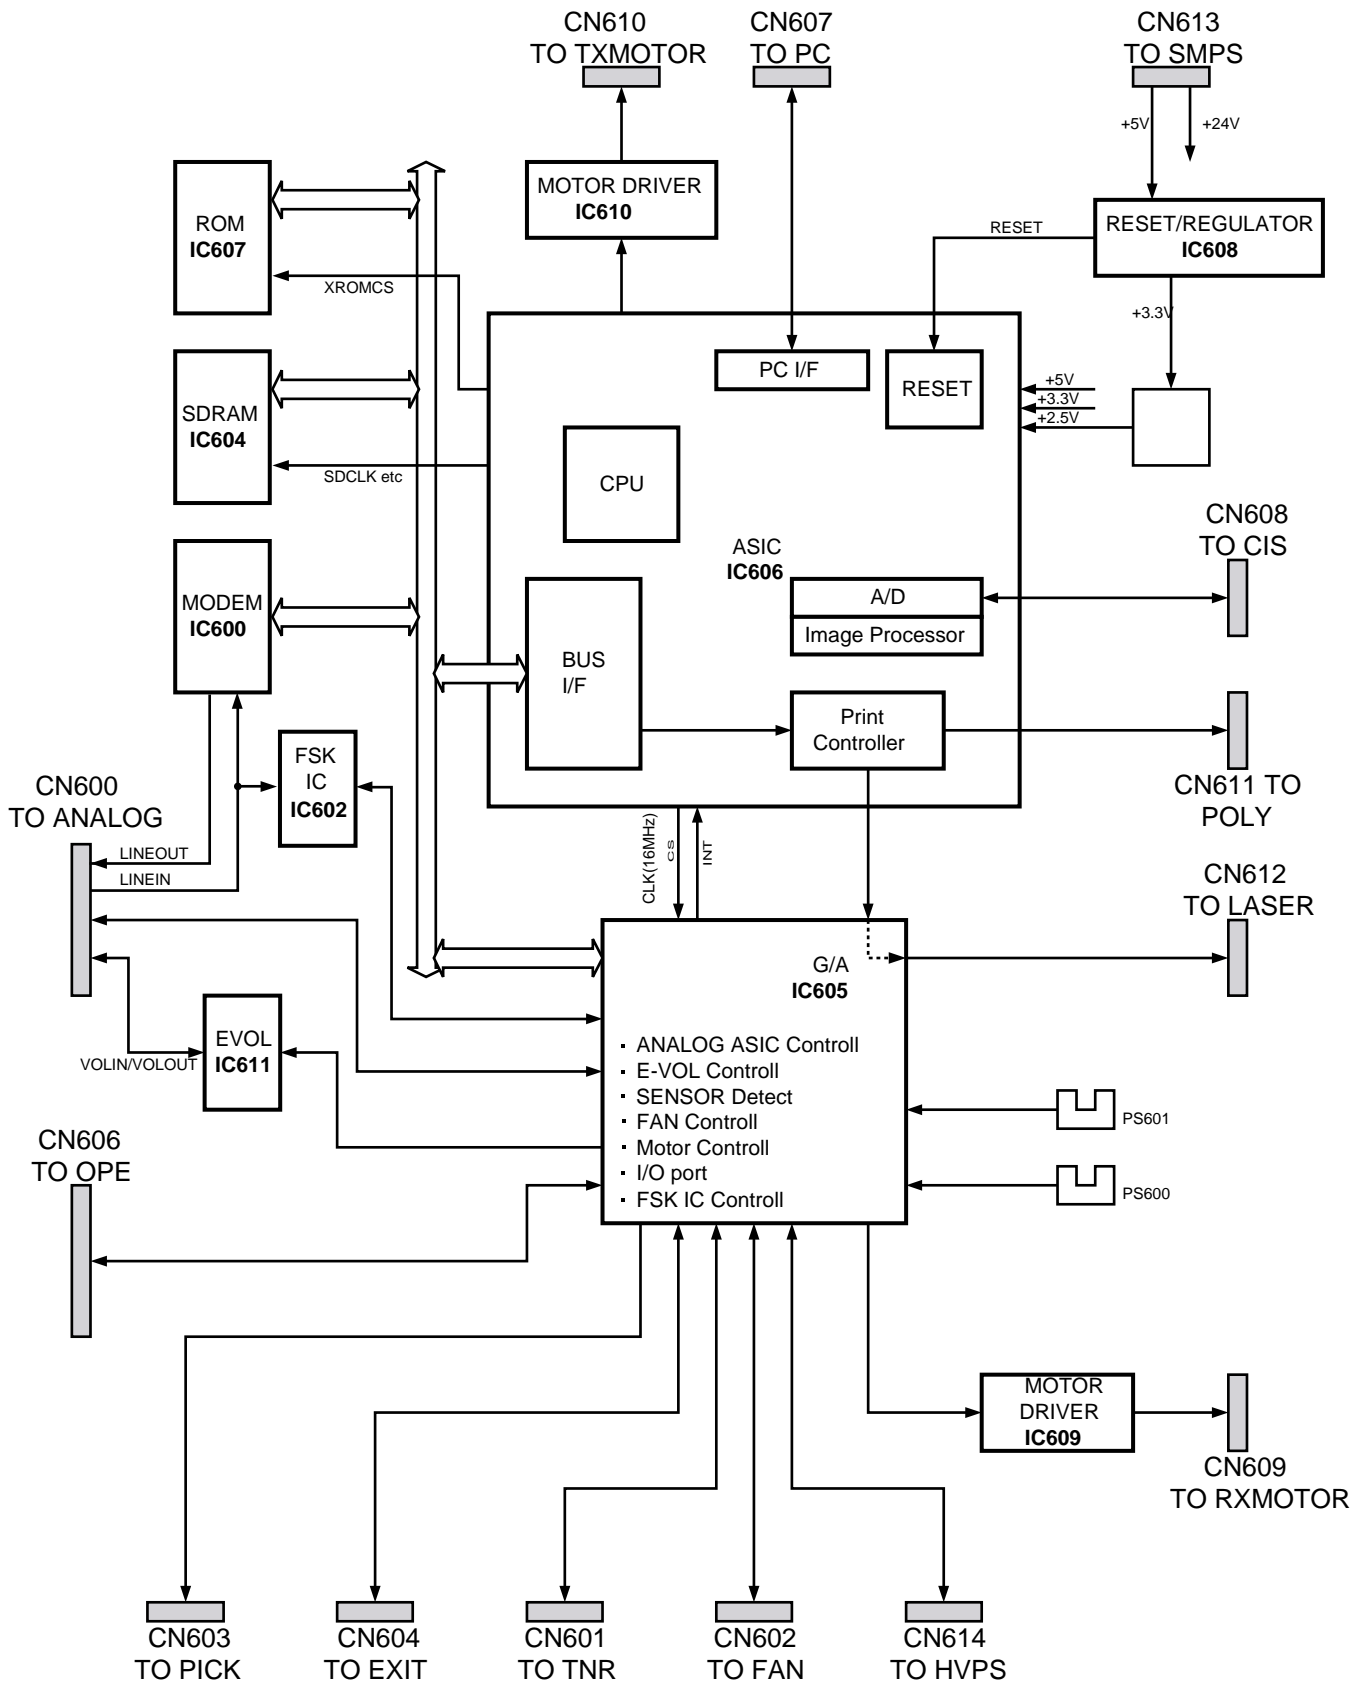 CN610
TO TXMOTOR
CN607
TO PC
CN613
TO SMPS
+5V
+24V
MOTOR DRIVER
IC610
ROM
IC607
RESET
RESET/REGULATOR
IC608
XROMCS
+3.3V
PC I/F
RESET
+5V
+3.3V
+2.5V
SDRAM
IC604
SDCLK etc
CPU
CN608
TO CIS
ASIC
IC606
A/D
Image Processor
MODEM
IC600
BUS
I/F
Print
Controller
FSK
IC
IC602
CN600
TO ANALOG
CN611 TO
POLY
LINEOUT
LINEIN
CLK(16MHz)
CS
INT
CN612
TO LASER
G/A
IC605
EVOL
IC611
VOLIN/VOLOUT
· ANALOG ASIC Controll
· E-VOL Controll
· SENSOR Detect
· FAN Controll
· Motor Controll
· I/O port
· FSK IC Controll
PS601
PS600
CN606
TO OPE
MOTOR
DRIVER
IC609
CN609
TO RXMOTOR
CN603
TO PICK
CN604
TO EXIT
CN601
TO TNR
CN602
TO FAN
CN614
TO HVPS